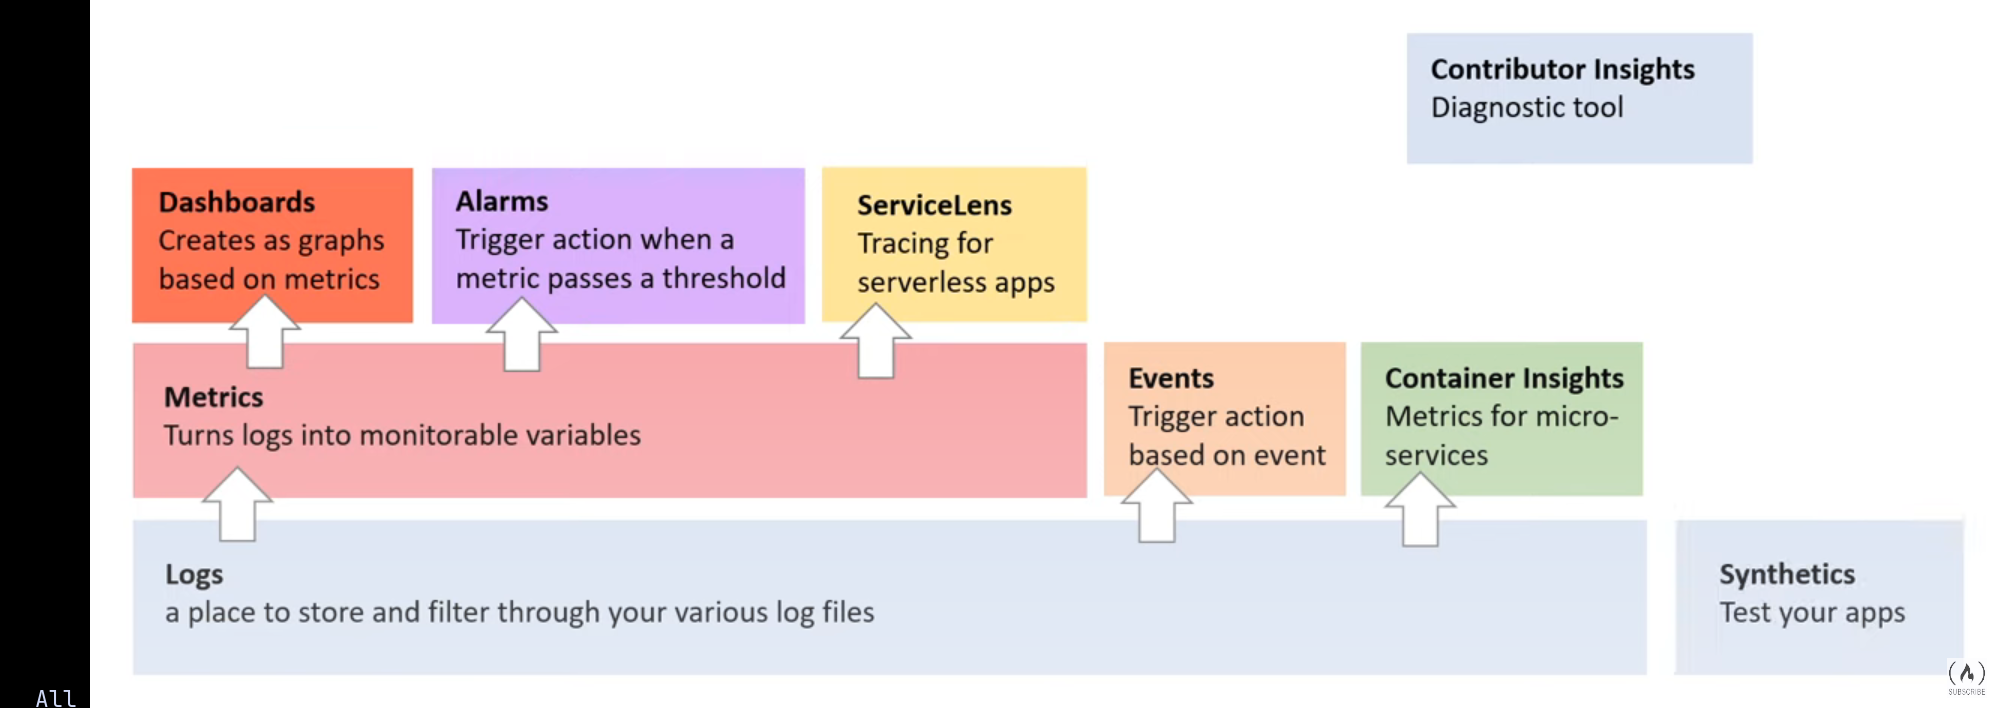 Contributor Insights
Diagnostic tool
Dashboards
Creates as graphs
based on metrics
Alarms
Trigger action when a
metric passes a threshold
ServiceLens
Tracing for
serverless apps
Metrics
Turns logs into monitorable variables
Events
Trigger action
based on event
Container Insights
Metrics for micro-
services
Logs
a place to store and filter through your various log files
Synthetics
Test your apps
SUBSCRIBE
All